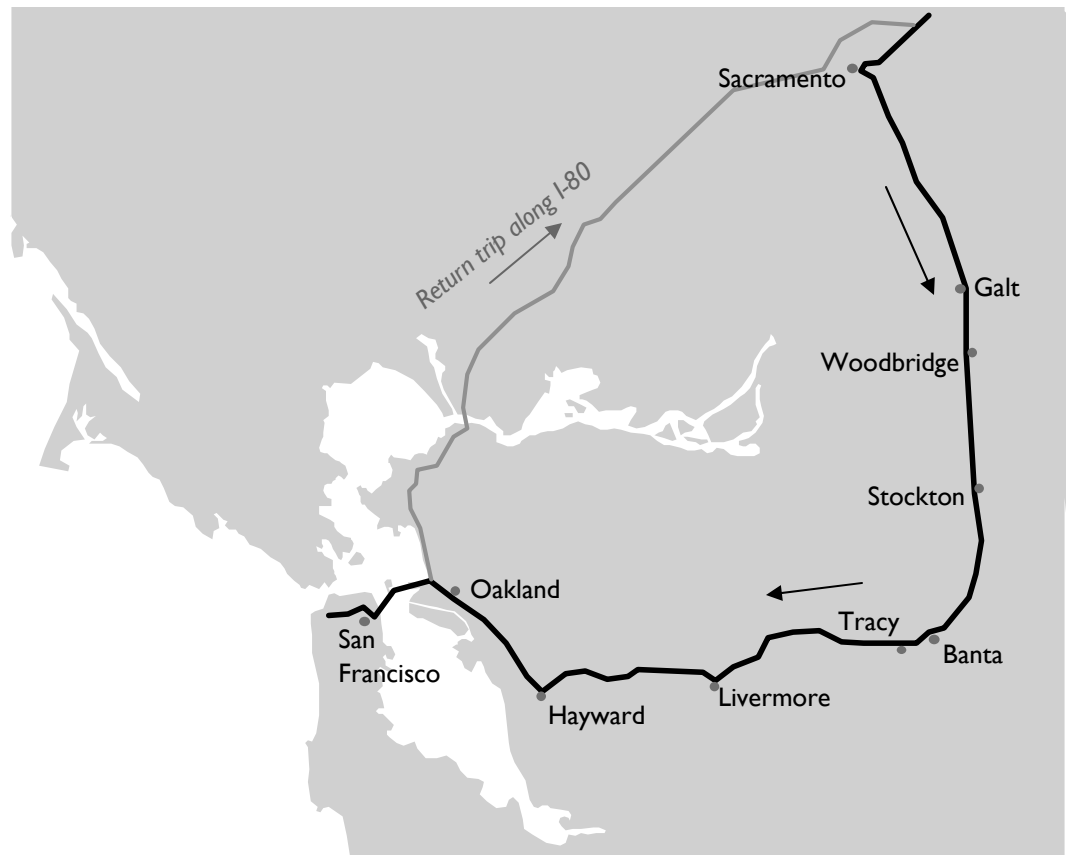 Sacramento
Return trip along I-80
Galt
Woodbridge
Stockton
Oakland
Tracy
San
Francisco
Banta
Livermore
Hayward